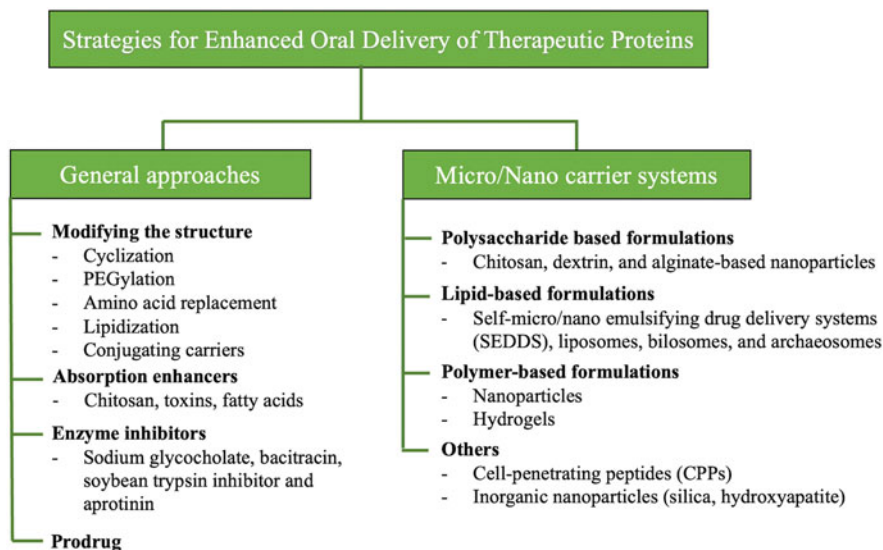 Strategies for Enhanced Oral Delivery of Therapeutic Proteins
General approaches
Modifying the structure
- Cyclization
- PEGylation
- Amino acid replacement
- Lipidization
- Conjugating carriers
Absorption enhancers
- Chitosan, toxins, fatty acids
Enzyme inhibitors
- Sodium glycocholate, bacitracin,
soybean trypsin inhibitor and
aprotinin
Prodrug
Micro/Nano carrier systems
Polysaccharide based formulations
- Chitosan, dextrin, and alginate-based nanoparticles
Lipid-based formulations
- Self-micro/nano emulsifying drug delivery systems
(SEDDS), liposomes, bilosomes, and archaeosomes
Polymer-based formulations
- Nanoparticles
- Hydrogels
Others
- Cell-penetrating peptides (CPPs)
- Inorganic nanoparticles (silica, hydroxyapatite)